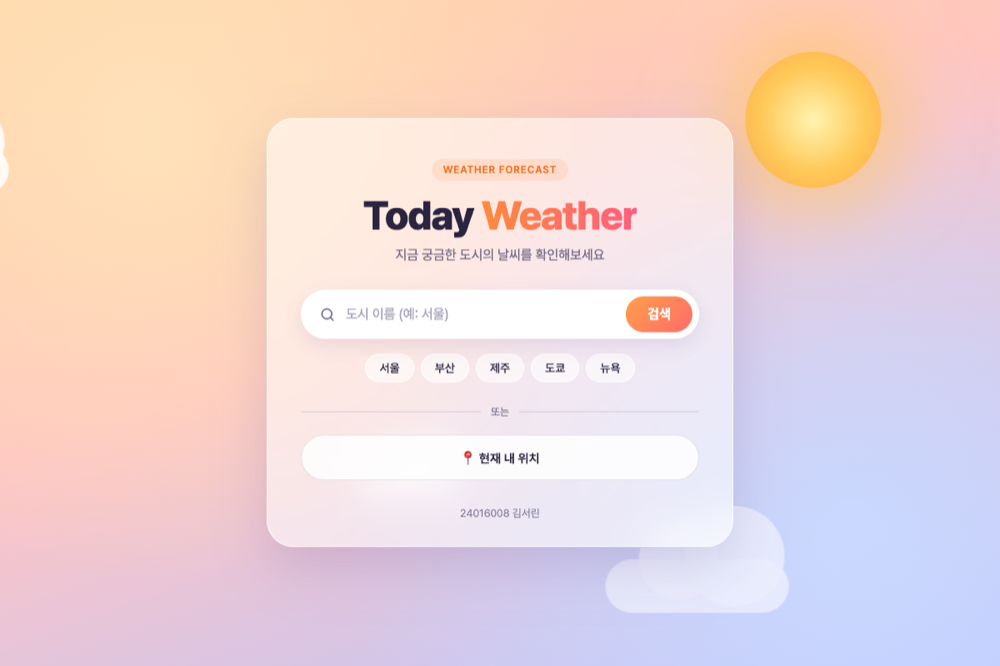 WEATHER FORECAST
Today Weather
지금 궁금한 도시의 날씨를 확인해보세요
도시 이름 (예: 서울)
검색
서울 부산 제주 도쿄 뉴욕
또는
📍 현재 내 위치
24016008 김서린